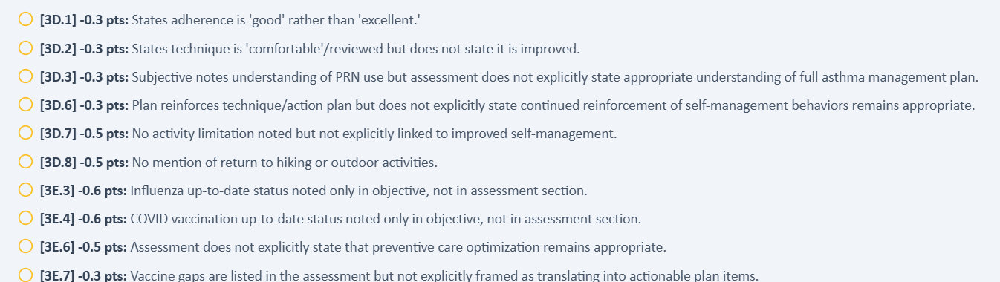 [3D.1] -0.3 pts: States adherence is 'good' rather than 'excellent.'
[3D.2] -0.3 pts: States technique is 'comfortable'/reviewed but does not state it is improved.
[3D.3] -0.3 pts: Subjective notes understanding of PRN use but assessment does not explicitly state appropriate understanding of full asthma management plan.
[3D.6] -0.3 pts: Plan reinforces technique/action plan but does not explicitly state continued reinforcement of self-management behaviors remains appropriate.
[3D.7] -0.5 pts: No activity limitation noted but not explicitly linked to improved self-management.
[3D.8] -0.5 pts: No mention of return to hiking or outdoor activities.
[3E.3] -0.6 pts: Influenza up-to-date status noted only in objective, not in assessment section.
[3E.4] -0.6 pts: COVID vaccination up-to-date status noted only in objective, not in assessment section.
[3E.6] -0.5 pts: Assessment does not explicitly state that preventive care optimization remains appropriate.
[3E.7] -0.3 pts: Vaccine gaps are listed in the assessment but not explicitly framed as translating into actionable plan items.